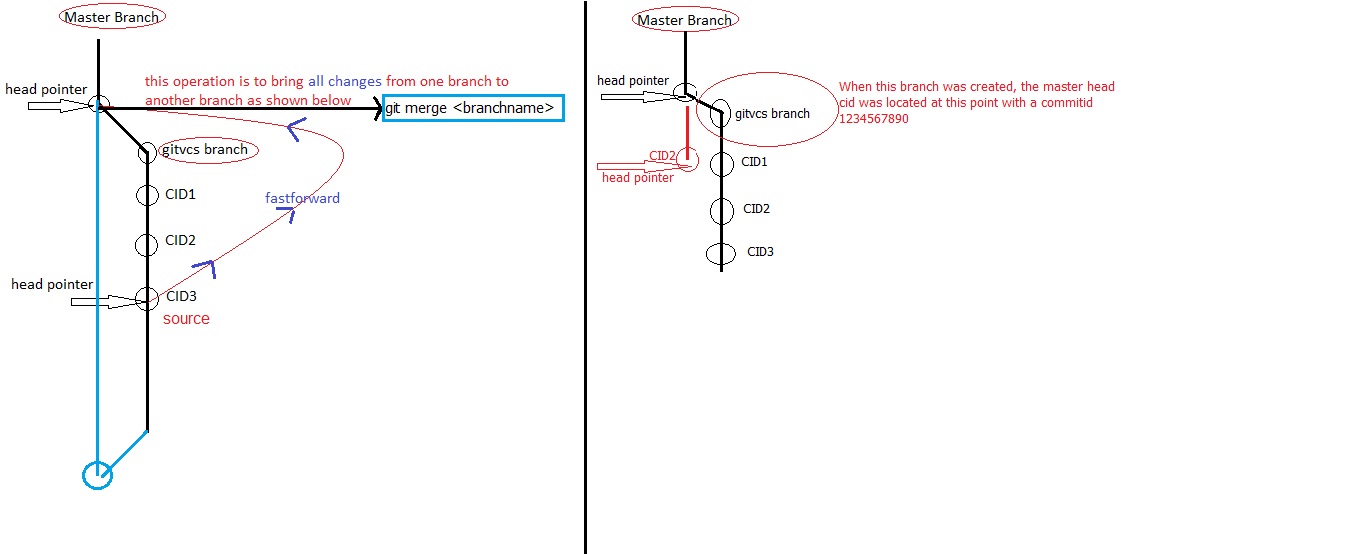 Master Branch
this operation is to bring all changes from one branch to
another branch as shown below
head pointer
git merge <branchname>
gitvcs branch
CID1
fastforward
CID2
head pointer
CID3
source
Master Branch
head pointer
When this branch was created, the master head
cid was located at this point with a commitid
1234567890
gitvcs branch
CID2
CID1
head pointer
CID2
CID3